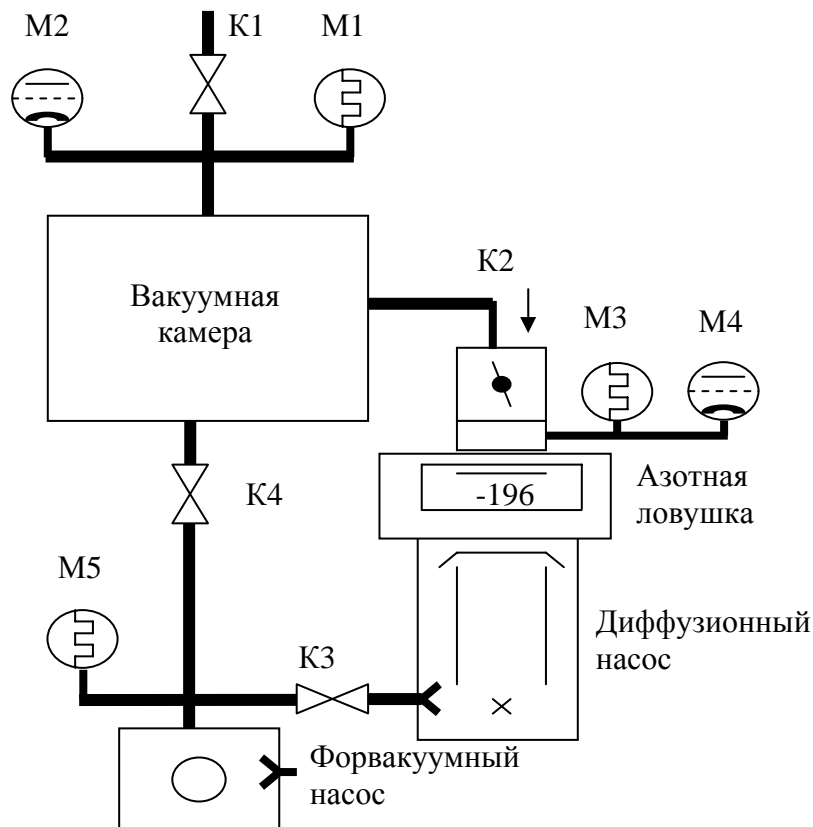 М2
К1
М1
Вакуумная
камера
К2
М3
М4
К4
-196
Азотная
ловушка
М5
К3
Диффузионный
насос
Форвакуумный
насос